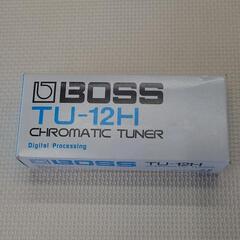 BOSS
TU-12H
CHROMATIC TUNER
Digital Processing
BOSS TU-12H